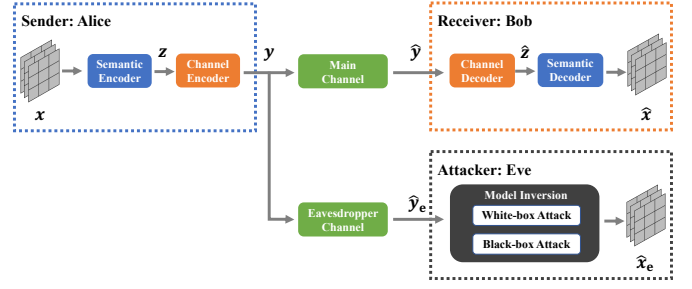 Sender: Alice
x
Semantic
Encoder
z
Channel
Encoder
y
Main
Channel
ŷ
Receiver: Bob
Channel
Decoder
ẑ
Semantic
Decoder
x̂
Eavesdropper
Channel
ŷe
Attacker: Eve
Model Inversion
White-box Attack
Black-box Attack
x̂e